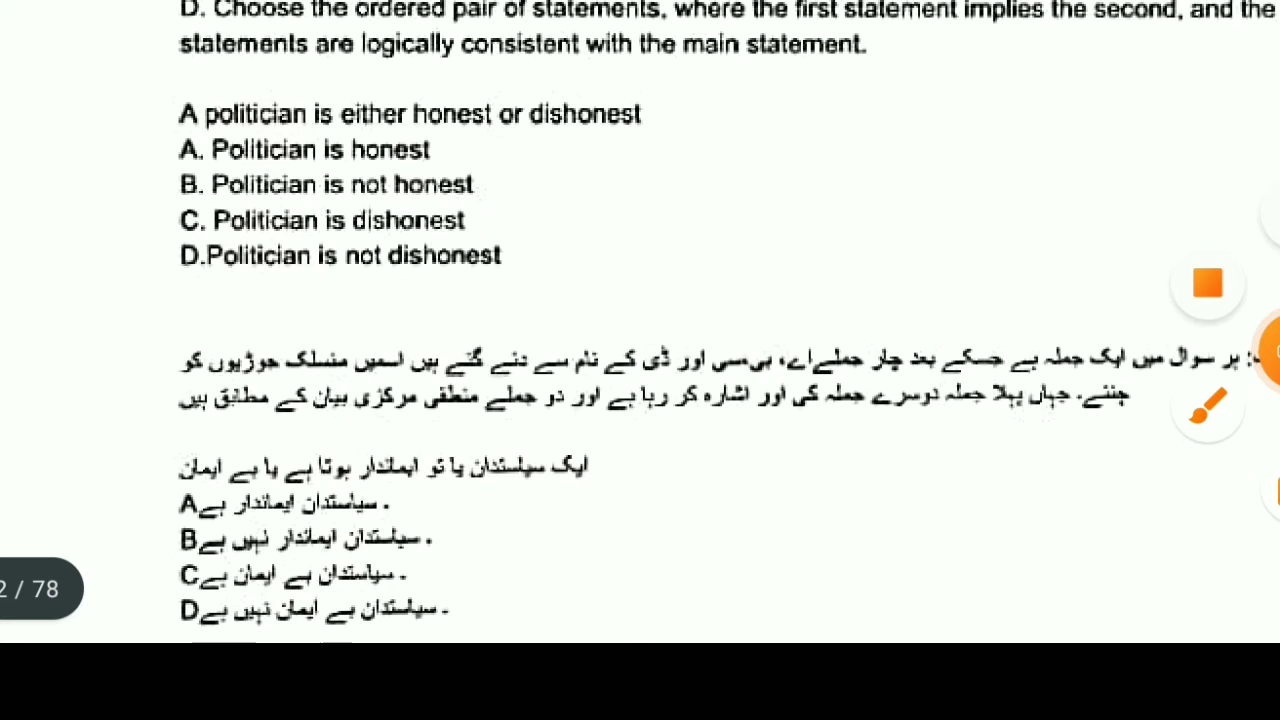 D. Choose the ordered pair of statements, where the first statement implies the second, and the
statements are logically consistent with the main statement.
A politician is either honest or dishonest
A. Politician is honest
B. Politician is not honest
C. Politician is dishonest
D.Politician is not dishonest
: ہر سوال میں ایک جملہ ہے جسکے بعد چار جملےاے، بی،سی اور ڈی کے نام سے دئے گئے ہیں اسمیں منسلک جوڑیوں کو
چنئے۔ جہاں پہلا جملہ دوسرے جملہ کی اور اشارہ کر رہا ہے اور دو جملے منطقی مرکزی بیان کے مطابق ہیں
ایک سیاستدان یا تو ایماندار ہوتا ہے یا بے ایمان
A۔ سیاستدان ایماندار ہے
B۔ سیاستدان ایماندار نہیں ہے
C۔ سیاستدان بے ایمان ہے
D۔ سیاستدان بے ایمان نہیں ہے
2 / 78